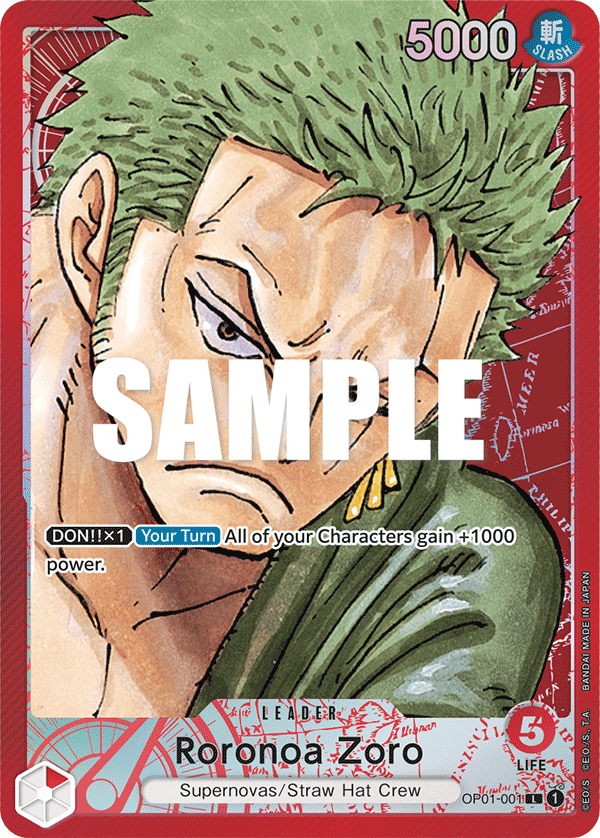 5000
斬
SLASH
MEER
SAMPLE
DON!!×1 Your Turn All of your Characters gain +1000
power.
LEADER
Roronoa Zoro
5
LIFE
Supernovas/Straw Hat Crew
OP01-001 L 1
©E/S ©E.O/S., T.A. BANDAI MADE IN JAPAN